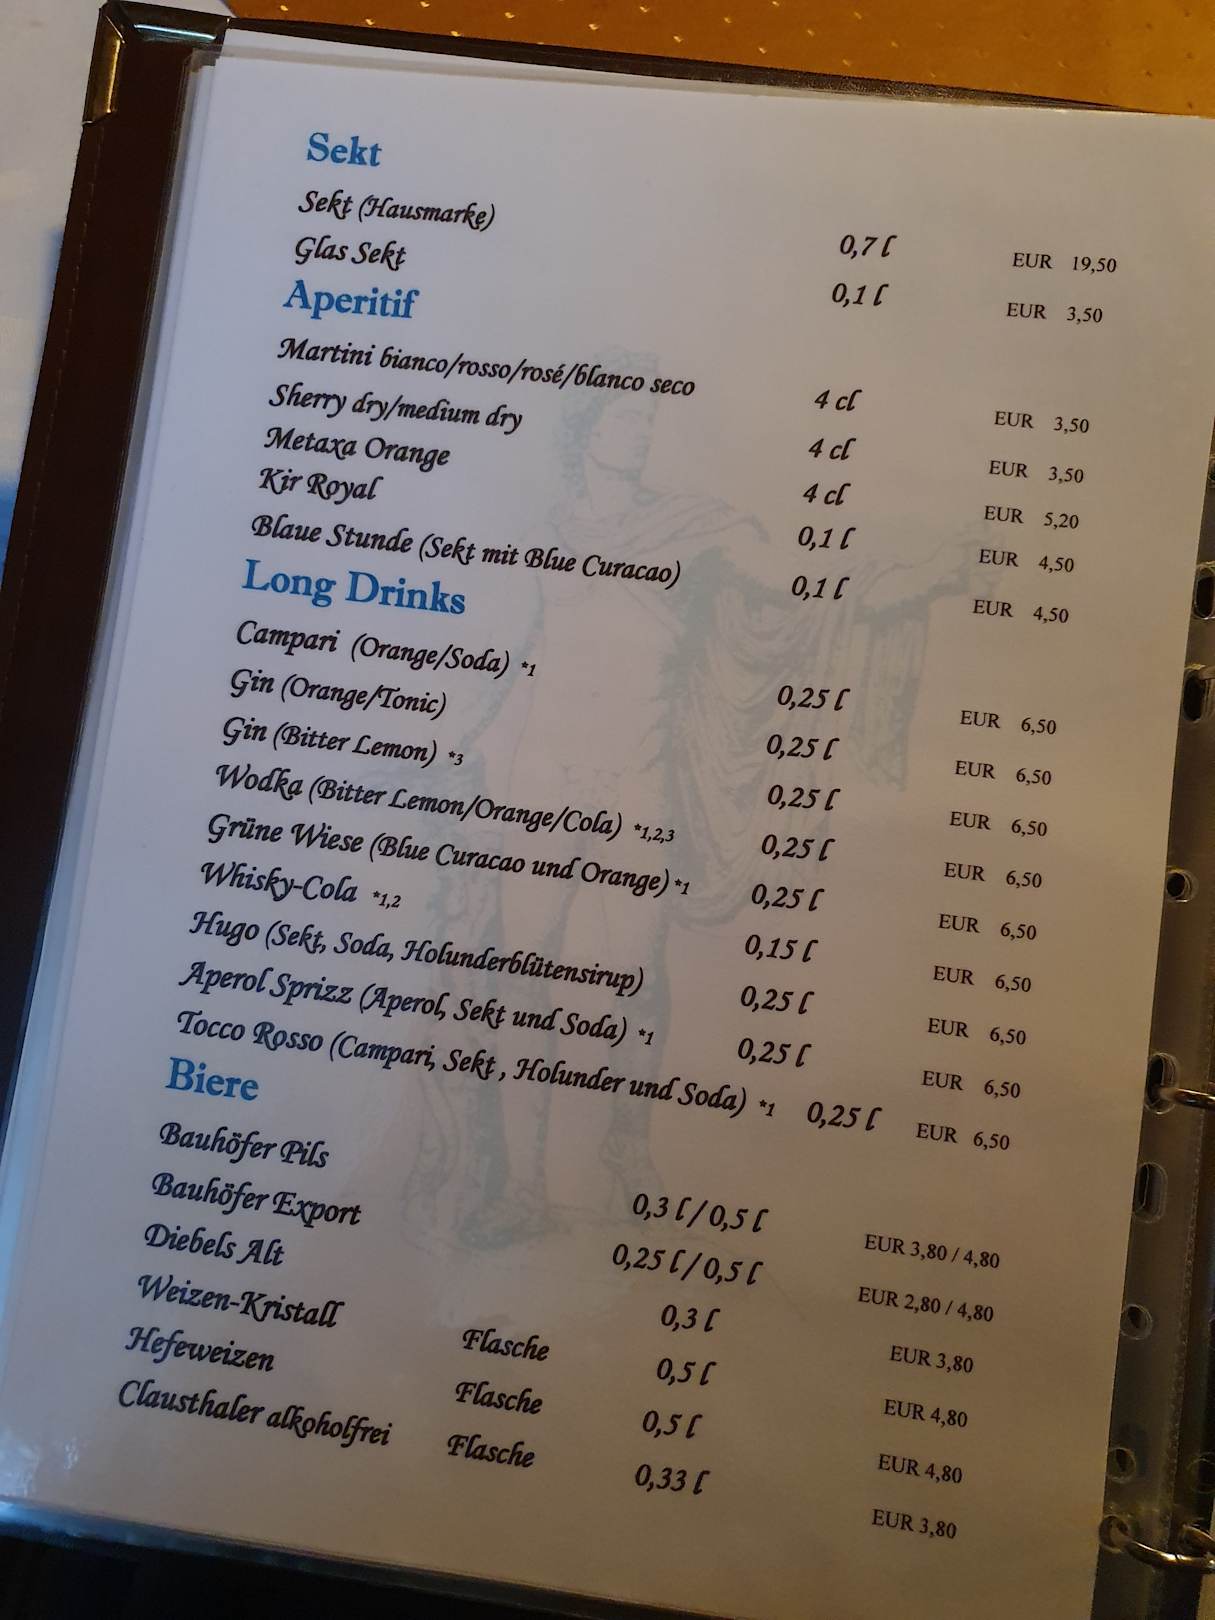 Sekt
Sekt (Hausmarke) 0,7 l EUR 19,50
Glas Sekt 0,1 l EUR 3,50
Aperitif
Martini bianco/rosso/rosé/blanco seco 4 cl EUR 3,50
Sherry dry/medium dry 4 cl EUR 3,50
Metaxa Orange 4 cl EUR 5,20
Kir Royal 0,1 l EUR 4,50
Blaue Stunde (Sekt mit Blue Curacao) 0,1 l EUR 4,50
Long Drinks
Campari (Orange/Soda) *1 0,25 l EUR 6,50
Gin (Orange/Tonic) 0,25 l EUR 6,50
Gin (Bitter Lemon) *3 0,25 l EUR 6,50
Wodka (Bitter Lemon/Orange/Cola) *1,2,3 0,25 l EUR 6,50
Grüne Wiese (Blue Curacao und Orange) *1 0,25 l EUR 6,50
Whisky-Cola *1,2 0,15 l EUR 6,50
Hugo (Sekt, Soda, Holunderblütensirup) 0,25 l EUR 6,50
Aperol Sprizz (Aperol, Sekt und Soda) *1 0,25 l EUR 6,50
Tocco Rosso (Campari, Sekt , Holunder und Soda) *1 0,25 l EUR 6,50
Biere
Bauhöfer Pils 0,3 l / 0,5 l EUR 3,80 / 4,80
Bauhöfer Export 0,25 l / 0,5 l EUR 2,80 / 4,80
Diebels Alt 0,3 l EUR 3,80
Weizen-Kristall Flasche 0,5 l EUR 4,80
Hefeweizen Flasche 0,5 l EUR 4,80
Clausthaler alkoholfrei Flasche 0,33 l EUR 3,80